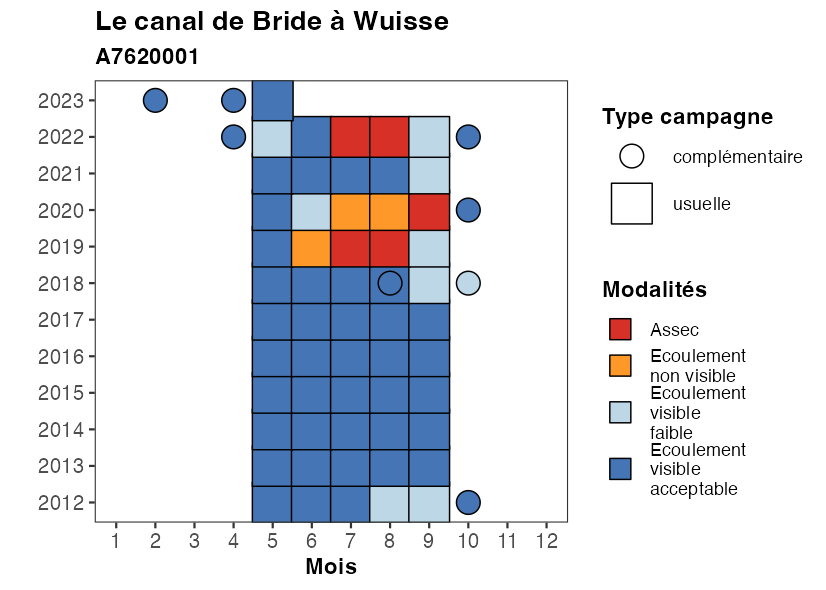 Le canal de Bride à Wuisse
A7620001
2023
2022
2021
2020
2019
2018
2017
2016
2015
2014
2013
2012
1 2 3 4 5 6 7 8 9 10 11 12
Mois
Type campagne
complémentaire
usuelle
Modalités
Assec
Ecoulement
non visible
Ecoulement
visible
faible
Ecoulement
visible
acceptable